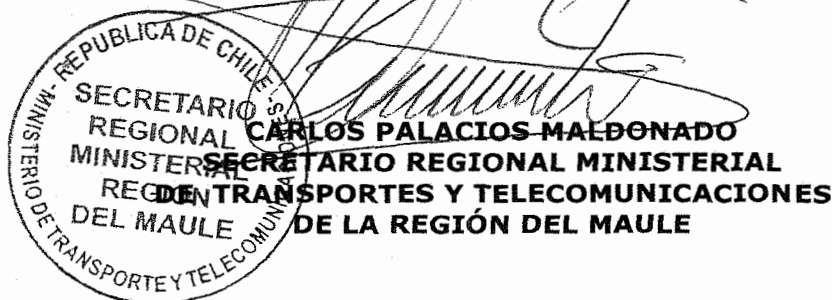 REPUBLICA DE CHILE
MINISTERIO DE TRANSPORTE Y TELECOMUNICACIONES
SECRETARIO
REGIONAL
MINISTERIAL
REGION
DEL MAULE
CARLOS PALACIOS MALDONADO
SECRETARIO REGIONAL MINISTERIAL
DE TRANSPORTES Y TELECOMUNICACIONES
DE LA REGIÓN DEL MAULE